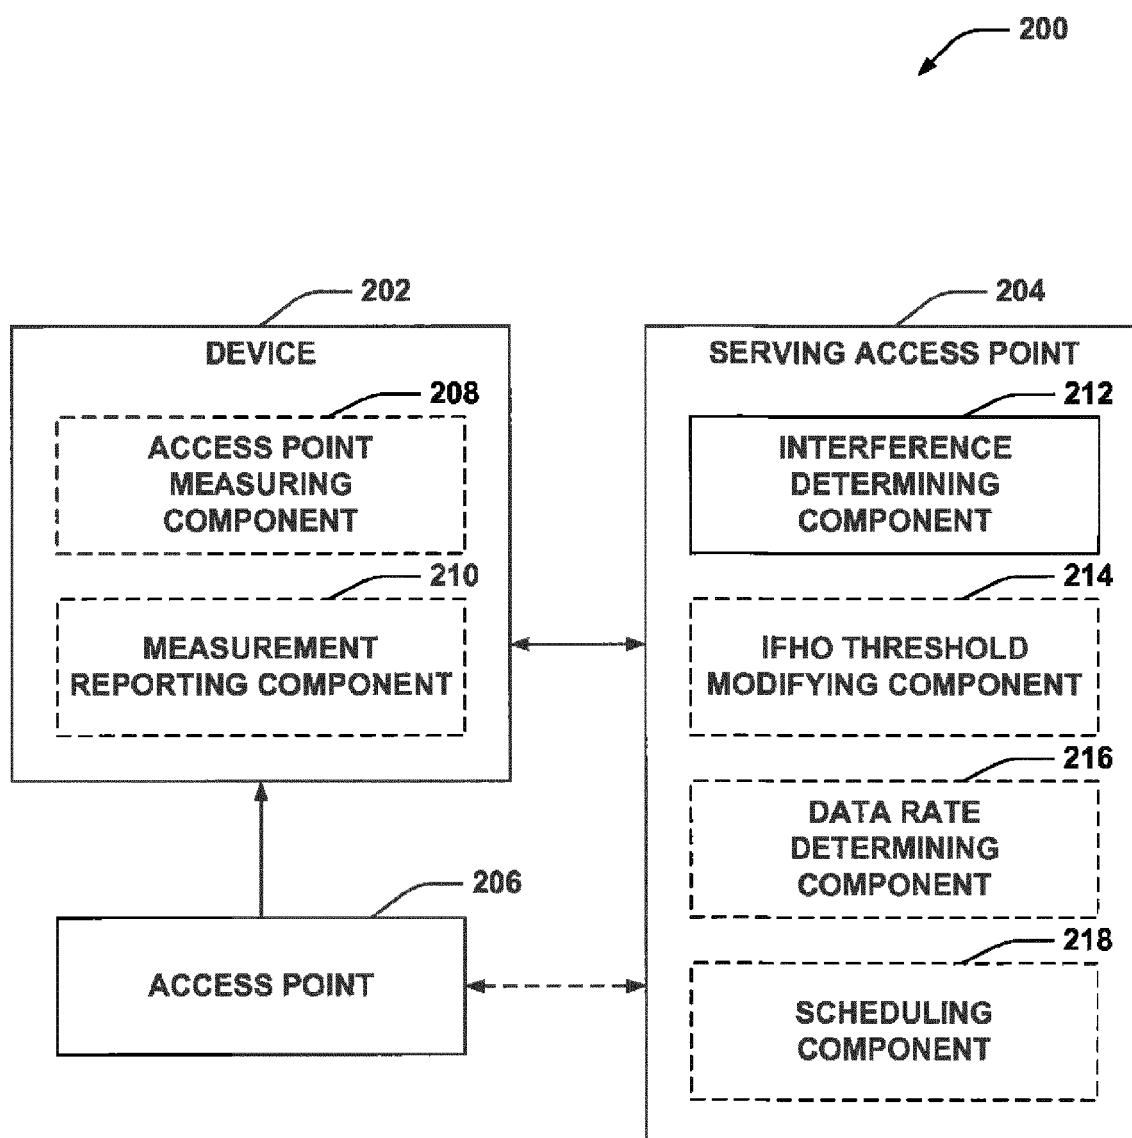 200
202
204
DEVICE
SERVING ACCESS POINT
208
212
ACCESS POINT
MEASURING
COMPONENT
INTERFERENCE
DETERMINING
COMPONENT
210
214
MEASUREMENT
REPORTING COMPONENT
IFHO THRESHOLD
MODIFYING COMPONENT
216
DATA RATE
DETERMINING
COMPONENT
206
ACCESS POINT
218
SCHEDULING
COMPONENT